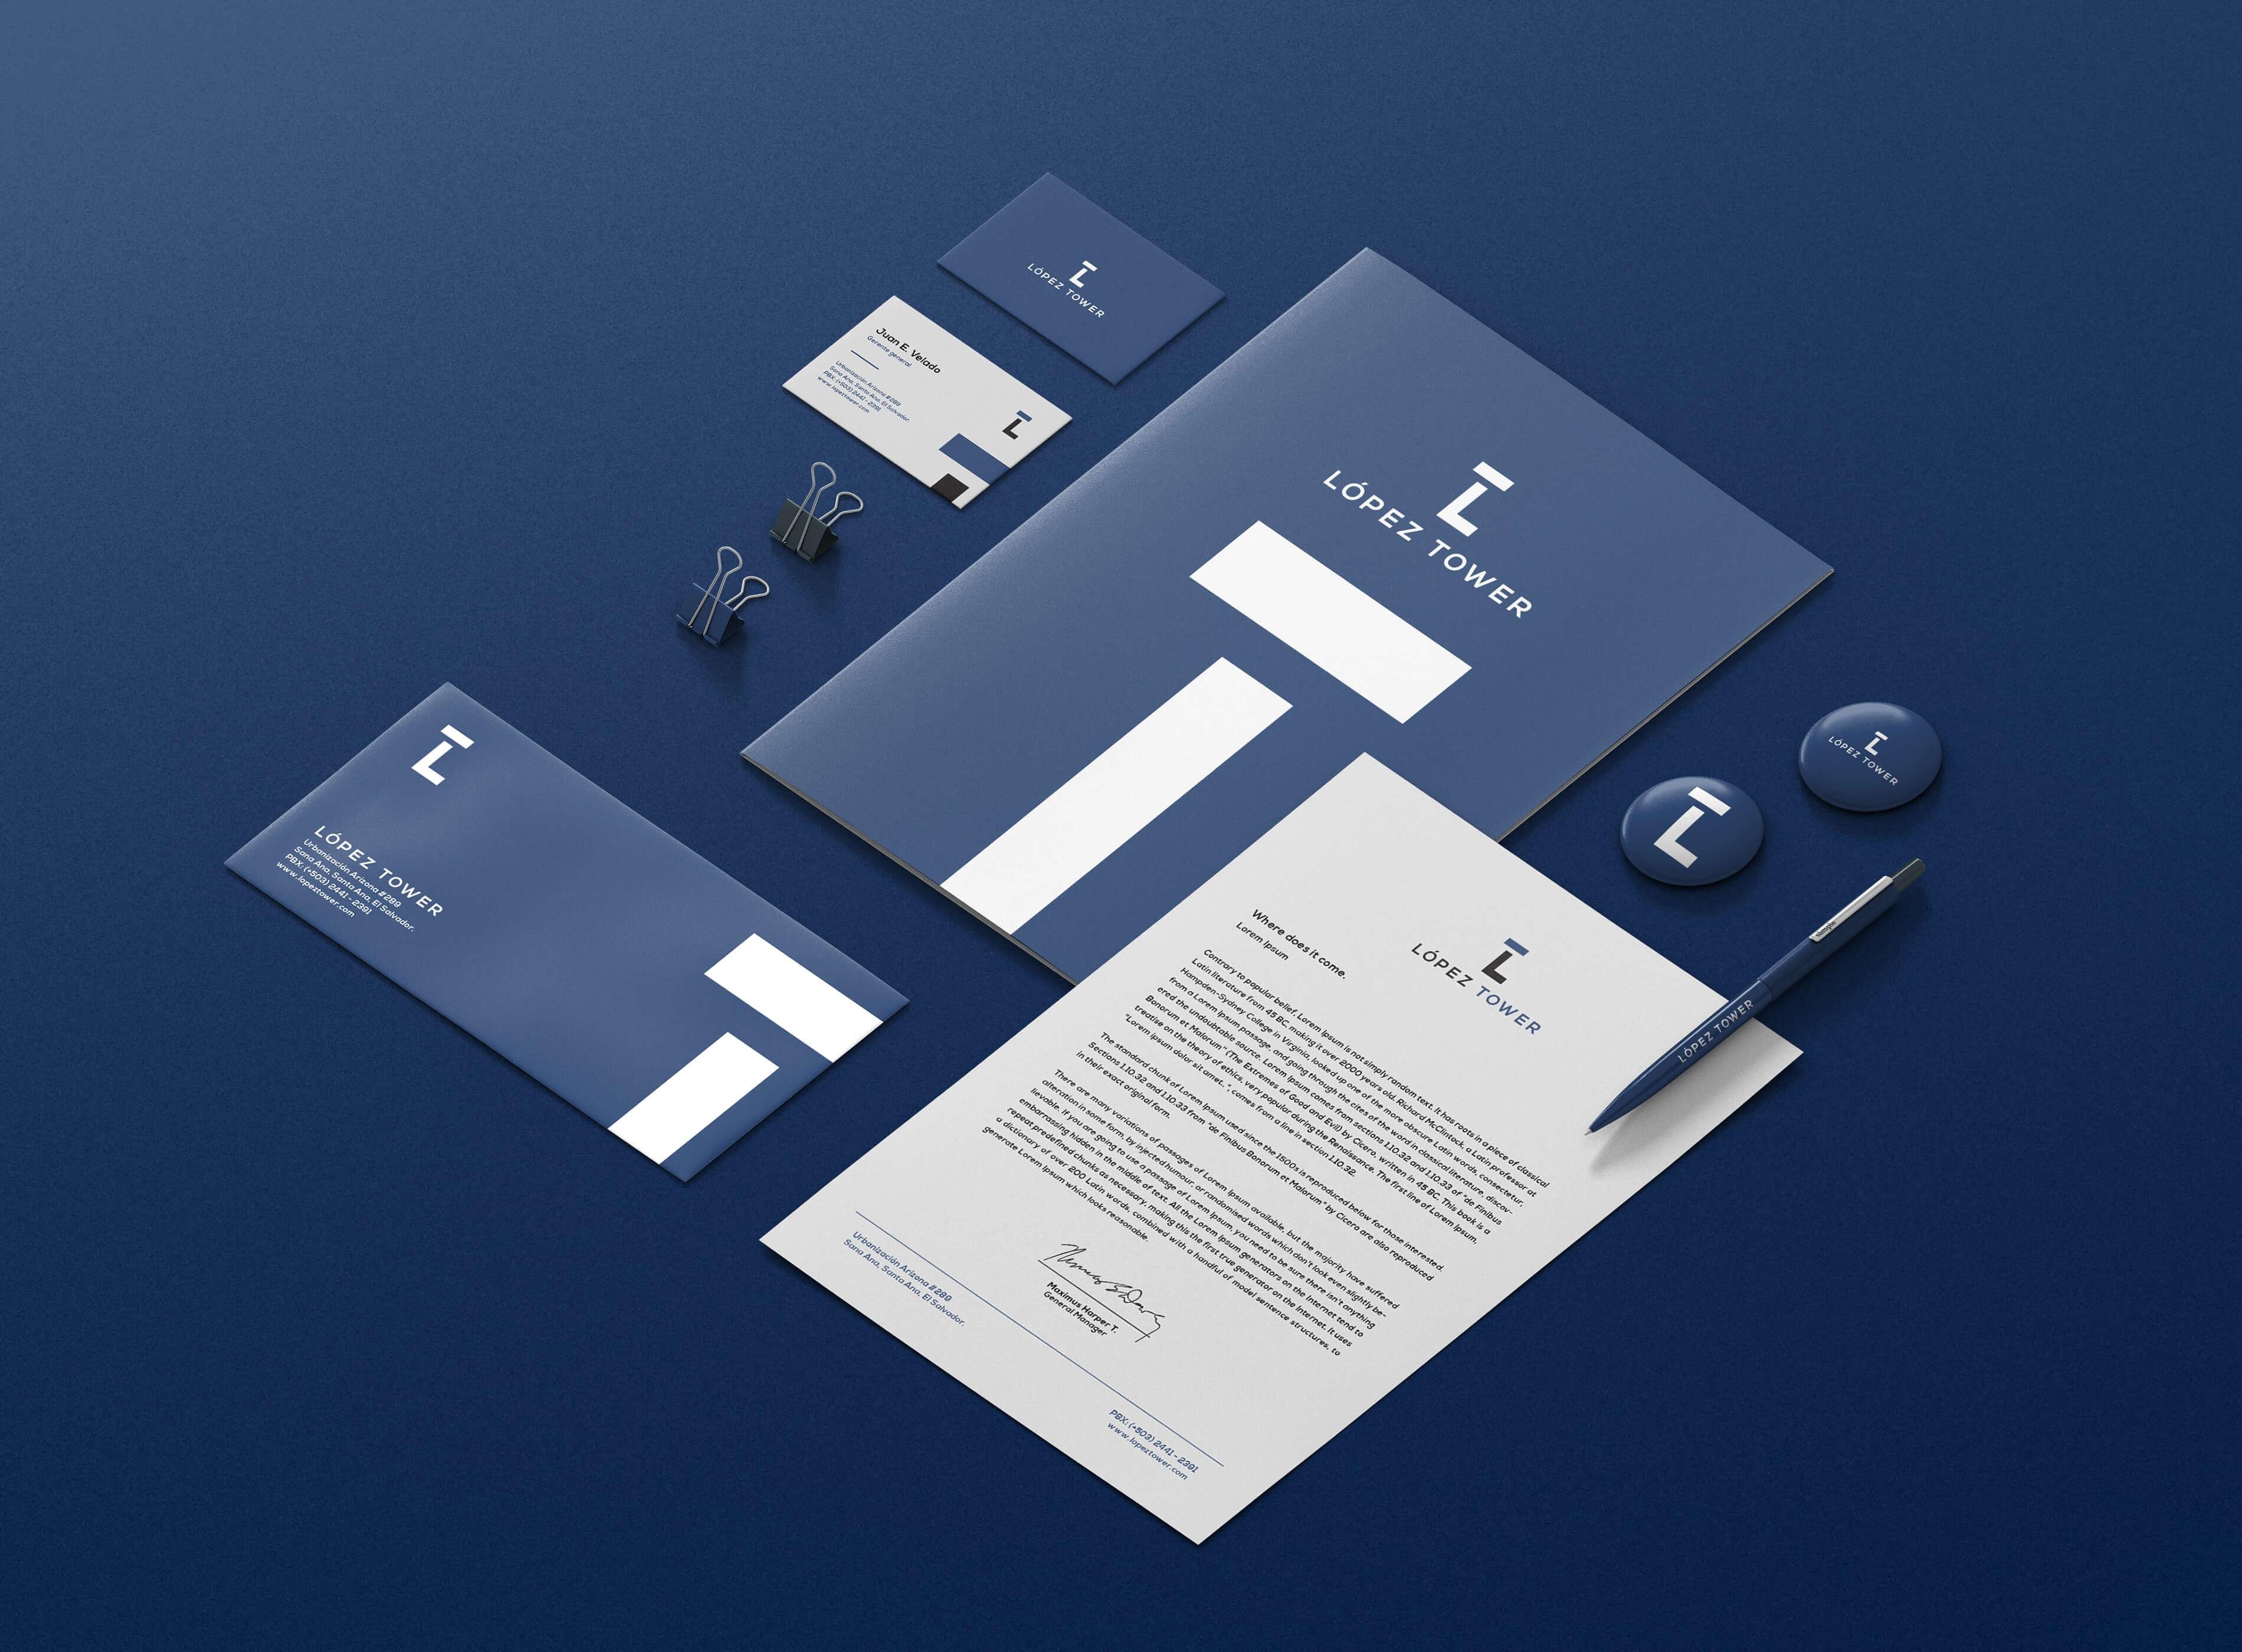 LÓPEZ TOWER
Juan E. Velado
Gerente general
Urbanización Arizona #289
Sana Ana, Santa Ana, El Salvador.
PBX: (+503) 2441 - 2391
www.lopeztower.com
LÓPEZ TOWER
LÓPEZ TOWER
Urbanización Arizona #289
Sana Ana, Santa Ana, El Salvador.
PBX: (+503) 2441 - 2391
www.lopeztower.com
LÓPEZ TOWER
LÓPEZ TOWER
LÓPEZ TOWER
Where does it come.
Lorem Ipsum
Contrary to popular belief, Lorem Ipsum is not simply random text. It has roots in a piece of classical
Latin literature from 45 BC, making it over 2000 years old. Richard McClintock, a Latin professor at
Hampden-Sydney College in Virginia, looked up one of the more obscure Latin words, consectetur,
from a Lorem Ipsum passage, and going through the cites of the word in classical literature, discov-
ered the undoubtable source. Lorem Ipsum comes from sections 1.10.32 and 1.10.33 of "de Finibus
Bonorum et Malorum" (The Extremes of Good and Evil) by Cicero, written in 45 BC. This book is a
treatise on the theory of ethics, very popular during the Renaissance. The first line of Lorem Ipsum,
"Lorem ipsum dolor sit amet..", comes from a line in section 1.10.32.
The standard chunk of Lorem Ipsum used since the 1500s is reproduced below for those interested.
Sections 1.10.32 and 1.10.33 from "de Finibus Bonorum et Malorum" by Cicero are also reproduced
in their exact original form.
There are many variations of passages of Lorem Ipsum available, but the majority have suffered
alteration in some form, by injected humour, or randomised words which don't look even slightly be-
lievable. If you are going to use a passage of Lorem Ipsum, you need to be sure there isn't anything
embarrassing hidden in the middle of text. All the Lorem Ipsum generators on the Internet tend to
repeat predefined chunks as necessary, making this the first true generator on the Internet. It uses
a dictionary of over 200 Latin words, combined with a handful of model sentence structures, to
generate Lorem Ipsum which looks reasonable.
Maximus Harper T.
General Manager
Urbanización Arizona #289
Sana Ana, Santa Ana, El Salvador.
PBX: (+503) 2441 - 2391
www.lopeztower.com